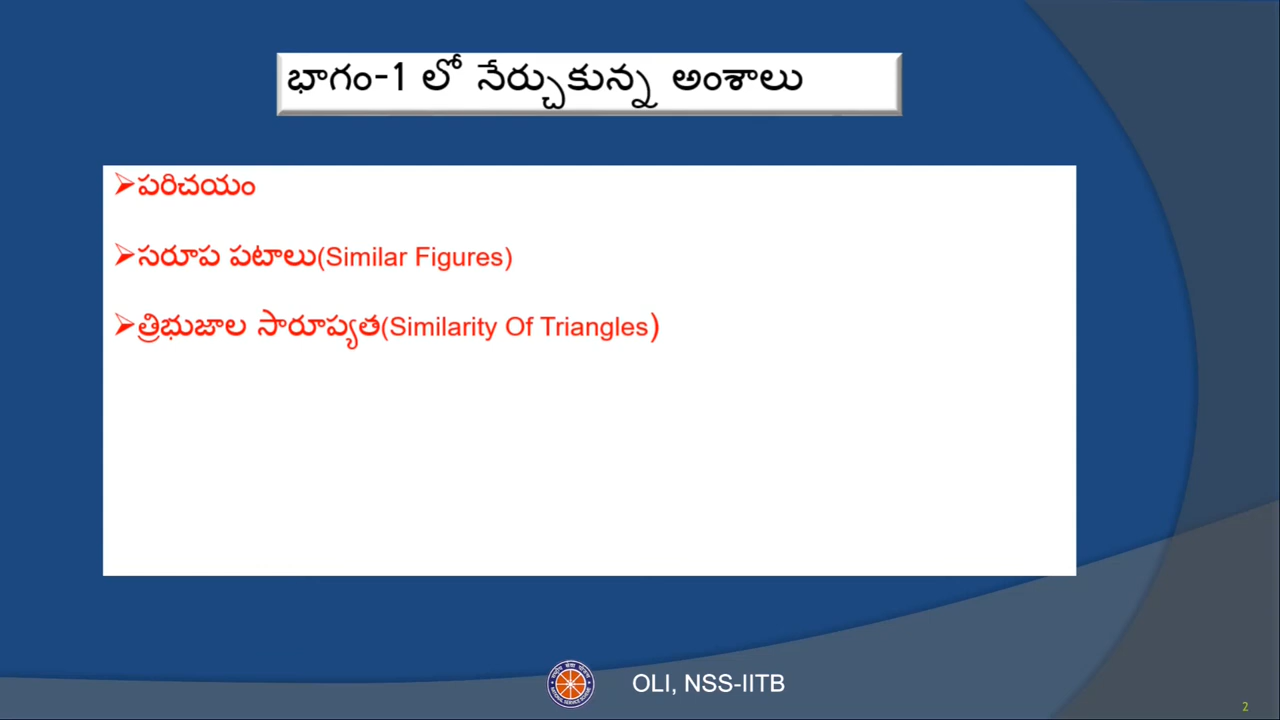 భాగం-1 లో నేర్చుకున్న అంశాలు
➢పరిచయం
➢సరూప పటాలు(Similar Figures)
➢త్రిభుజాల సారూప్యత(Similarity Of Triangles)
OLI, NSS-IITB
2